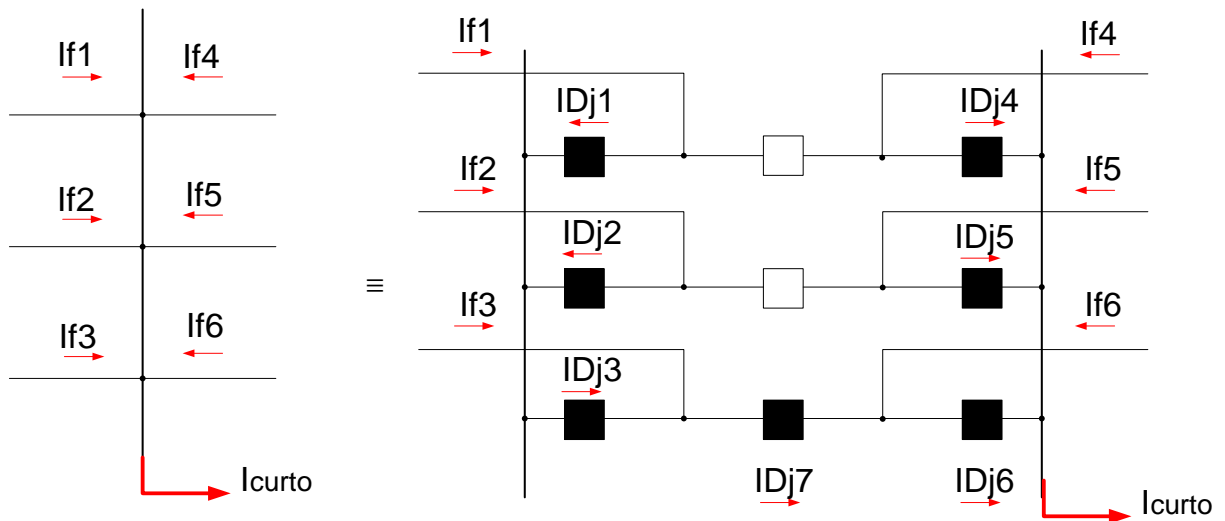 If1 If4
If2 If5
If3 If6
Icurto
≡
If1 If4
IDj1 IDj4
If2 If5
IDj2 IDj5
If3 If6
IDj3
IDj7 IDj6
Icurto